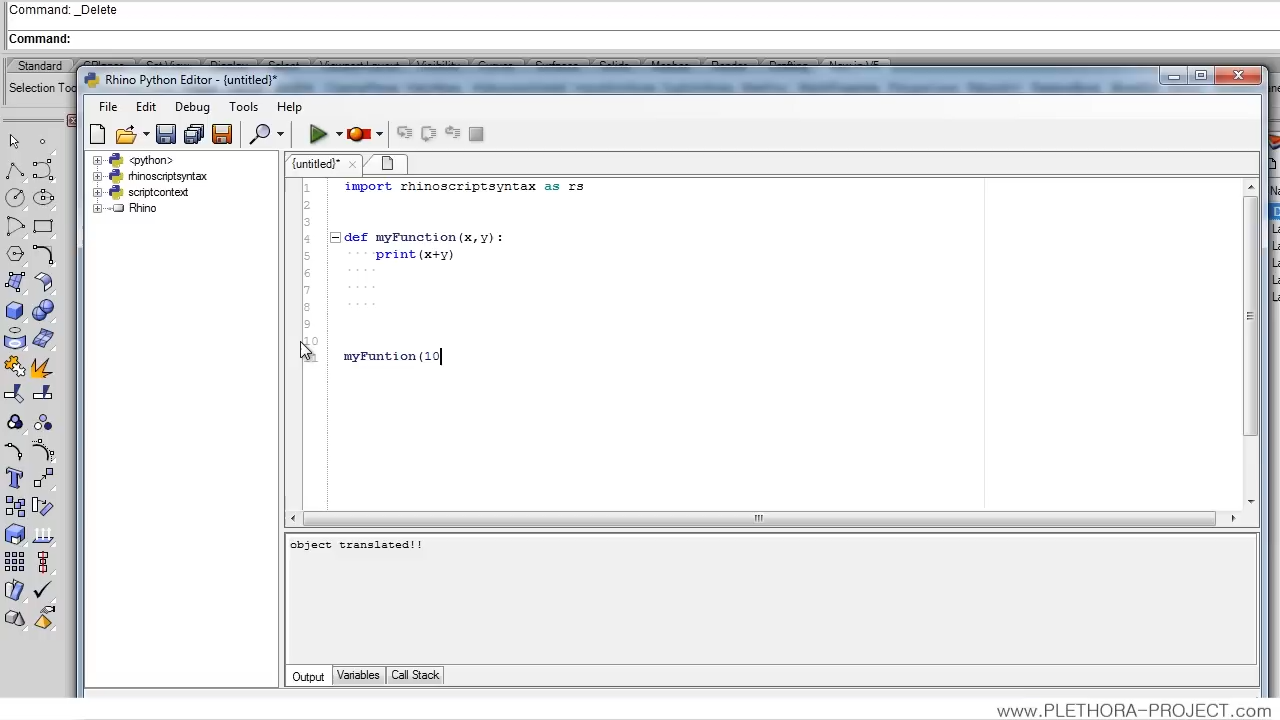 Command: _Delete
Command:
Standard
Selection Too
Rhino Python Editor - {untitled}*
File Edit Debug Tools Help
<python>
rhinoscriptsyntax
scriptcontext
Rhino
{untitled}*
1 import rhinoscriptsyntax as rs
2
3
4 def myFunction(x,y):
5 print(x+y)
6
7
8
9
10
myFuntion(10
object translated!!
Output Variables Call Stack
www.PLETHORA-PROJECT.com